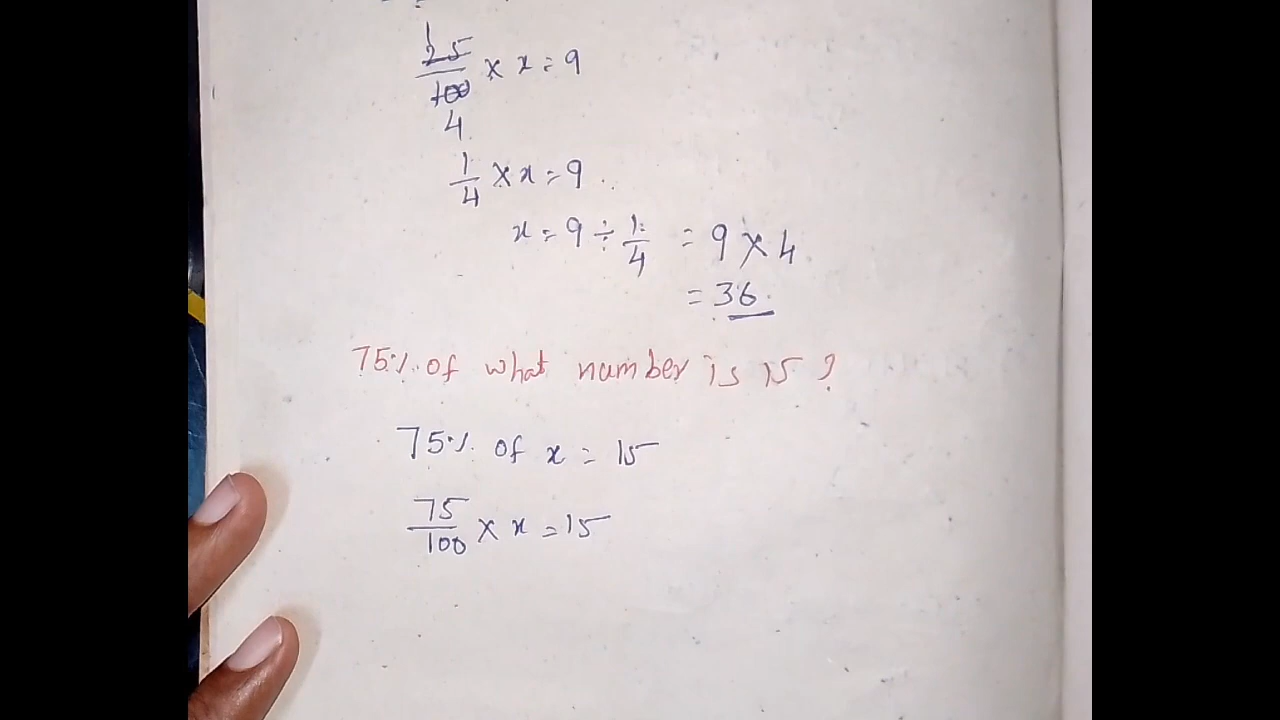 25/100 × x = 9
1
4
1/4 × x = 9
x = 9 ÷ 1/4 = 9 × 4
= 36
75% of what number is 15?
75% of x = 15
75/100 × x = 15